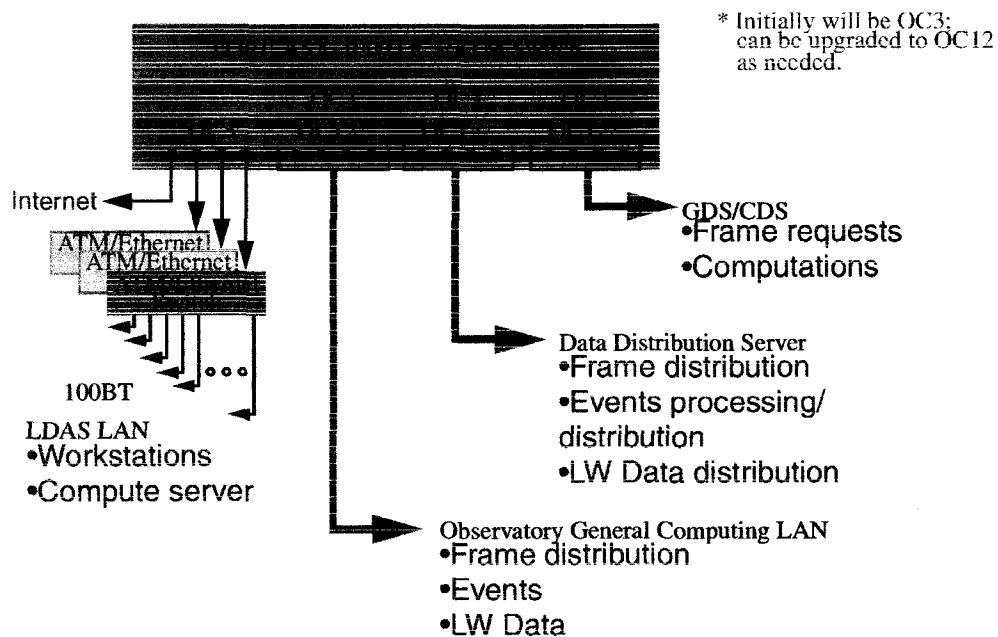 * Initially will be OC3;
can be upgraded to OC12
as needed.
Internet
ATM/Ethernet
ATM/Ethernet
100BT
LDAS LAN
•Workstations
•Compute server
GDS/CDS
•Frame requests
•Computations
Data Distribution Server
•Frame distribution
•Events processing/
distribution
•LW Data distribution
Observatory General Computing LAN
•Frame distribution
•Events
•LW Data